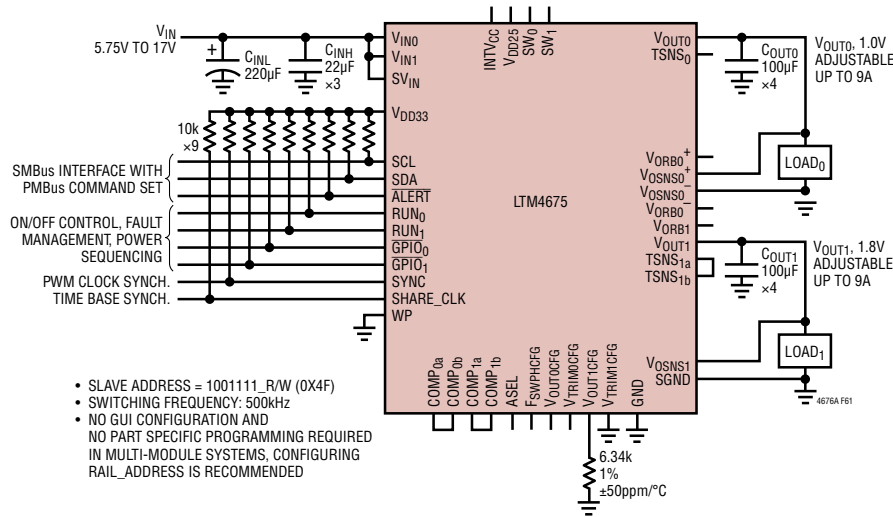 VIN
5.75V TO 17V
+
CINL
220µF
CINH
22µF
×3
10k
×9
SMBus INTERFACE WITH
PMBus COMMAND SET
ON/OFF CONTROL, FAULT
MANAGEMENT, POWER
SEQUENCING
PWM CLOCK SYNCH.
TIME BASE SYNCH.
VIN0
VIN1
SVIN
VDD33
SCL
SDA
ALERT
RUN0
RUN1
GPIO0
GPIO1
SYNC
SHARE_CLK
WP
INTVCC
VDD25
SW0
SW1
LTM4675
VOUT0
TSNS0
VORB0+
VOSNS0+
VOSNS0–
VORB0–
VORB1
VOUT1
TSNS1a
TSNS1b
VOSNS1
SGND
COMP0a
COMP0b
COMP1a
COMP1b
ASEL
FSWPHCFG
VOUT0CFG
VTRIM0CFG
VOUT1CFG
VTRIM1CFG
GND
COUT0
100µF
×4
VOUT0, 1.0V
ADJUSTABLE
UP TO 9A
LOAD0
COUT1
100µF
×4
VOUT1, 1.8V
ADJUSTABLE
UP TO 9A
LOAD1
4676A F61
6.34k
1%
±50ppm/°C
• SLAVE ADDRESS = 1001111_R/W (0X4F)
• SWITCHING FREQUENCY: 500kHz
• NO GUI CONFIGURATION AND
NO PART SPECIFIC PROGRAMMING REQUIRED
IN MULTI-MODULE SYSTEMS, CONFIGURING
RAIL_ADDRESS IS RECOMMENDED